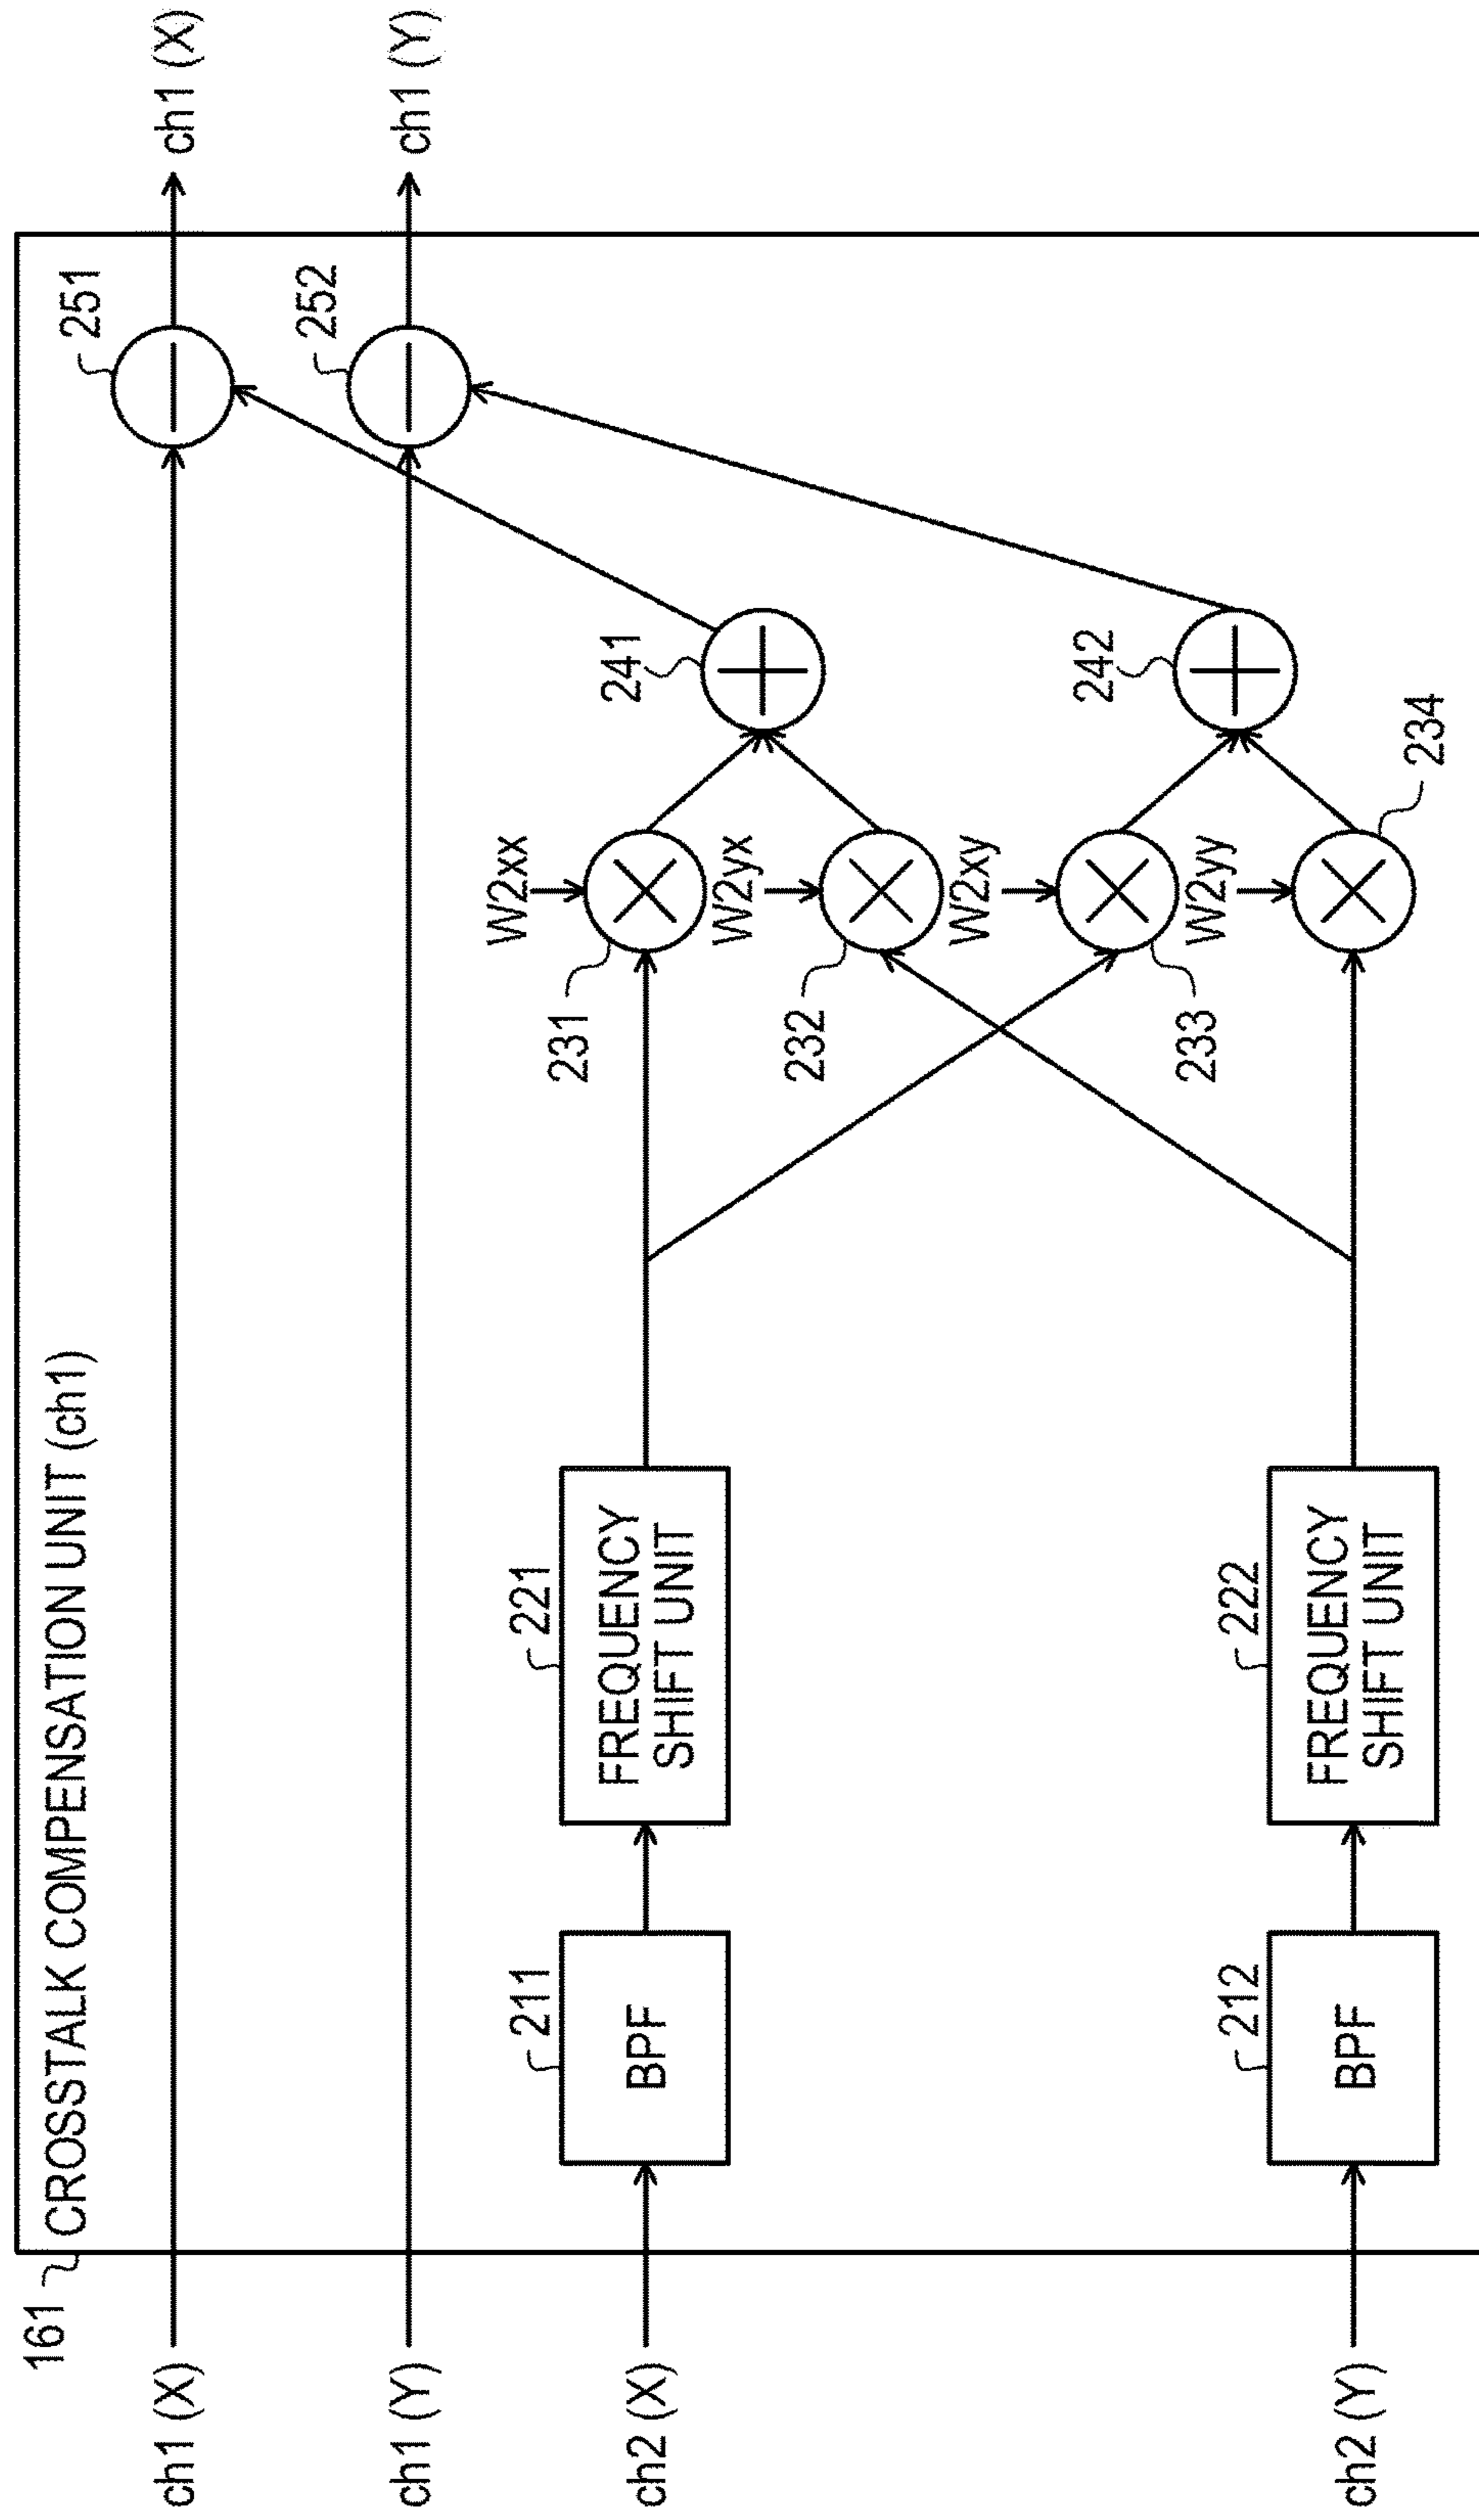 161
CROSSTALK COMPENSATION UNIT (ch1)
ch1 (X)
251
ch1 (X)
ch1 (Y)
252
ch1 (Y)
ch2 (X)
211
BPF
221
FREQUENCY
SHIFT UNIT
231
W2xx
241
232
W2yx
233
W2xy
242
ch2 (Y)
212
BPF
222
FREQUENCY
SHIFT UNIT
W2yy
234